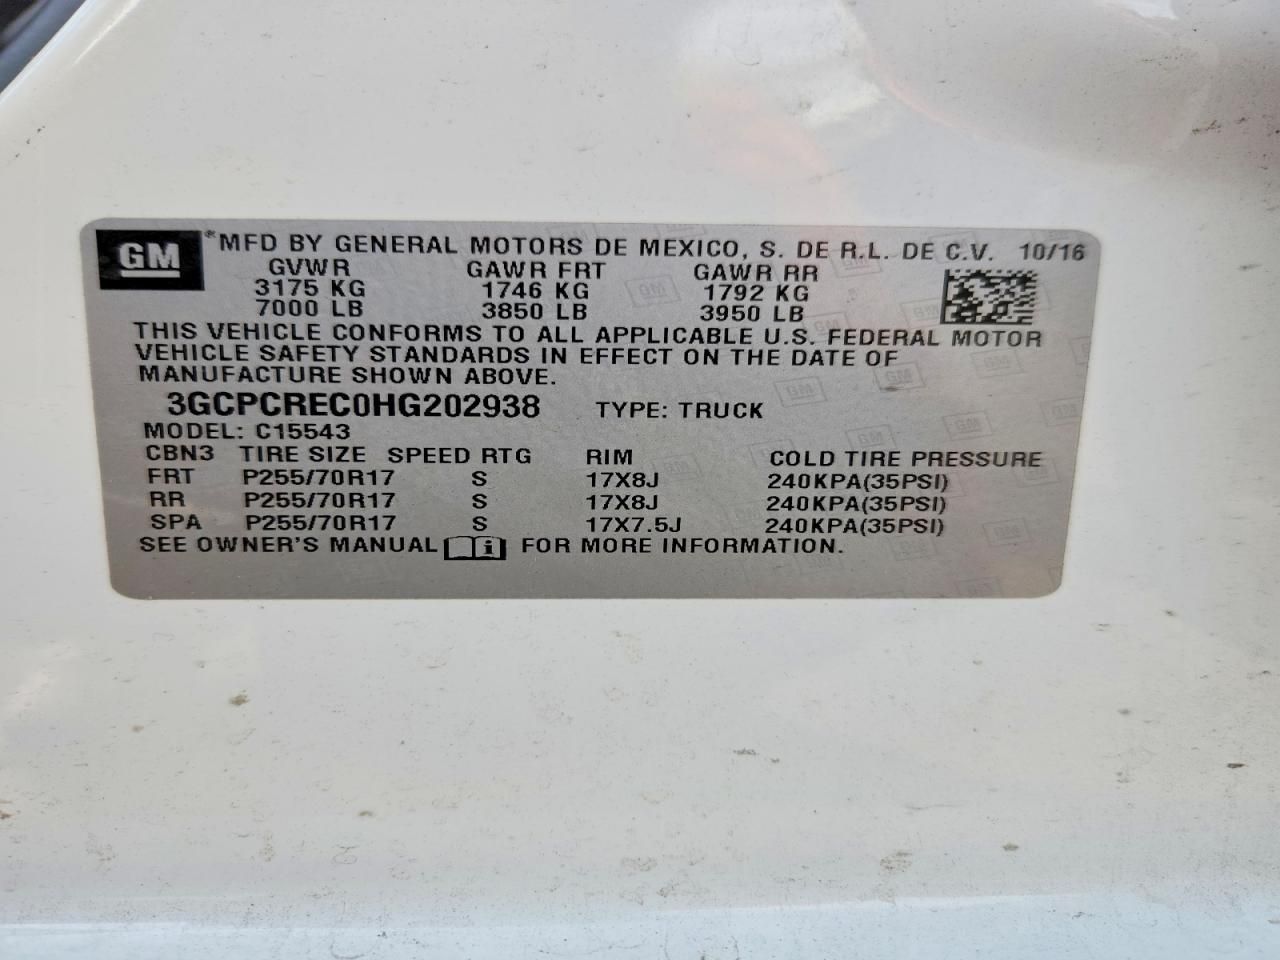 GM *MFD BY GENERAL MOTORS DE MEXICO, S. DE R.L. DE C.V. 10/16
GVWR GAWR FRT GAWR RR
3175 KG 1746 KG 1792 KG
7000 LB 3850 LB 3950 LB
THIS VEHICLE CONFORMS TO ALL APPLICABLE U.S. FEDERAL MOTOR
VEHICLE SAFETY STANDARDS IN EFFECT ON THE DATE OF
MANUFACTURE SHOWN ABOVE.
3GCPCREC0HG202938 TYPE: TRUCK
MODEL: C15543
CBN3 TIRE SIZE SPEED RTG RIM COLD TIRE PRESSURE
FRT P255/70R17 S 17X8J 240KPA(35PSI)
RR P255/70R17 S 17X8J 240KPA(35PSI)
SPA P255/70R17 S 17X7.5J 240KPA(35PSI)
SEE OWNER'S MANUAL i FOR MORE INFORMATION.